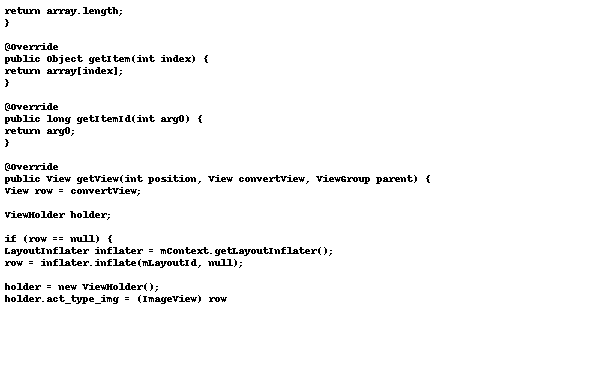 return array.length;
}

@Override
public Object getItem(int index) {
return array[index];
}

@Override
public long getItemId(int arg0) {
return arg0;
}

@Override
public View getView(int position, View convertView, ViewGroup parent) {
View row = convertView;

ViewHolder holder;

if (row == null) {
LayoutInflater inflater = mContext.getLayoutInflater();
row = inflater.inflate(mLayoutId, null);

holder = new ViewHolder();
holder.act_type_img = (ImageView) row